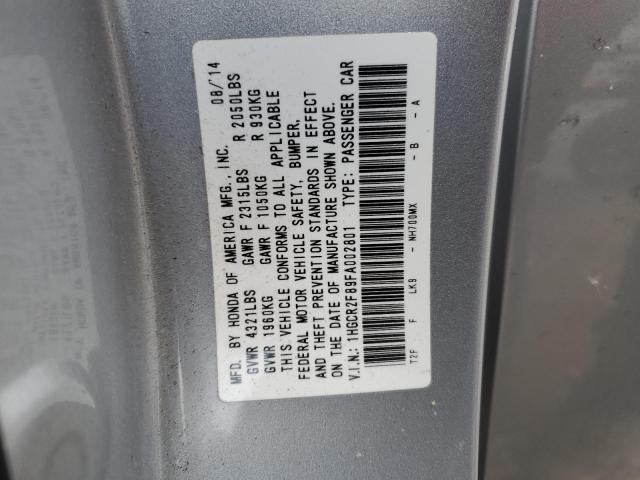 MFD. BY HONDA OF AMERICA MFG., INC. 08/'14
GVWR 4321LBS GAWR F 2315LBS R 2050LBS
GVWR 1960KG GAWR F 1050KG R 930KG
THIS VEHICLE CONFORMS TO ALL APPLICABLE
FEDERAL MOTOR VEHICLE SAFETY, BUMPER,
AND THEFT PREVENTION STANDARDS IN EFFECT
ON THE DATE OF MANUFACTURE SHOWN ABOVE.
V.I.N.: 1HGCR2F89FA002801 TYPE: PASSENGER CAR
T2F F LK9 - NH700MX - B - A